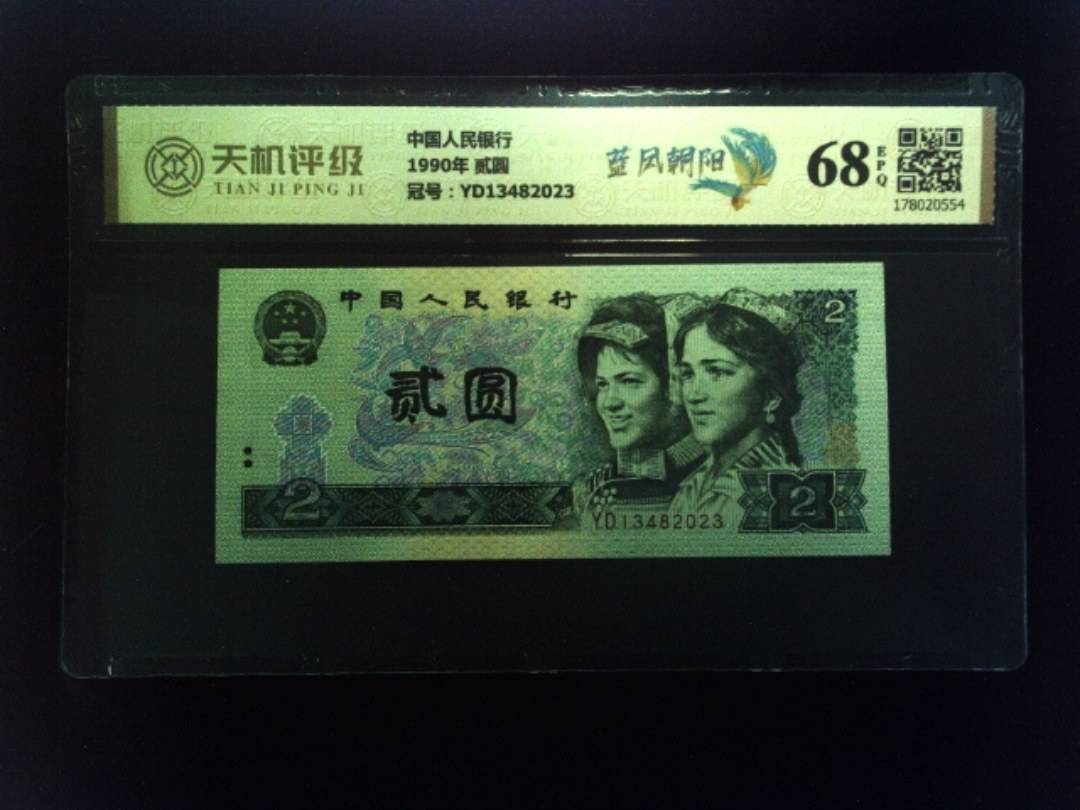 天机评级
TIAN JI PING JI
中国人民银行
1990年 贰圆
冠号：YD13482023
蓝凤朝阳
68
EPQ
178020554
中国人民银行
2
贰圆
2
2
YD13482023